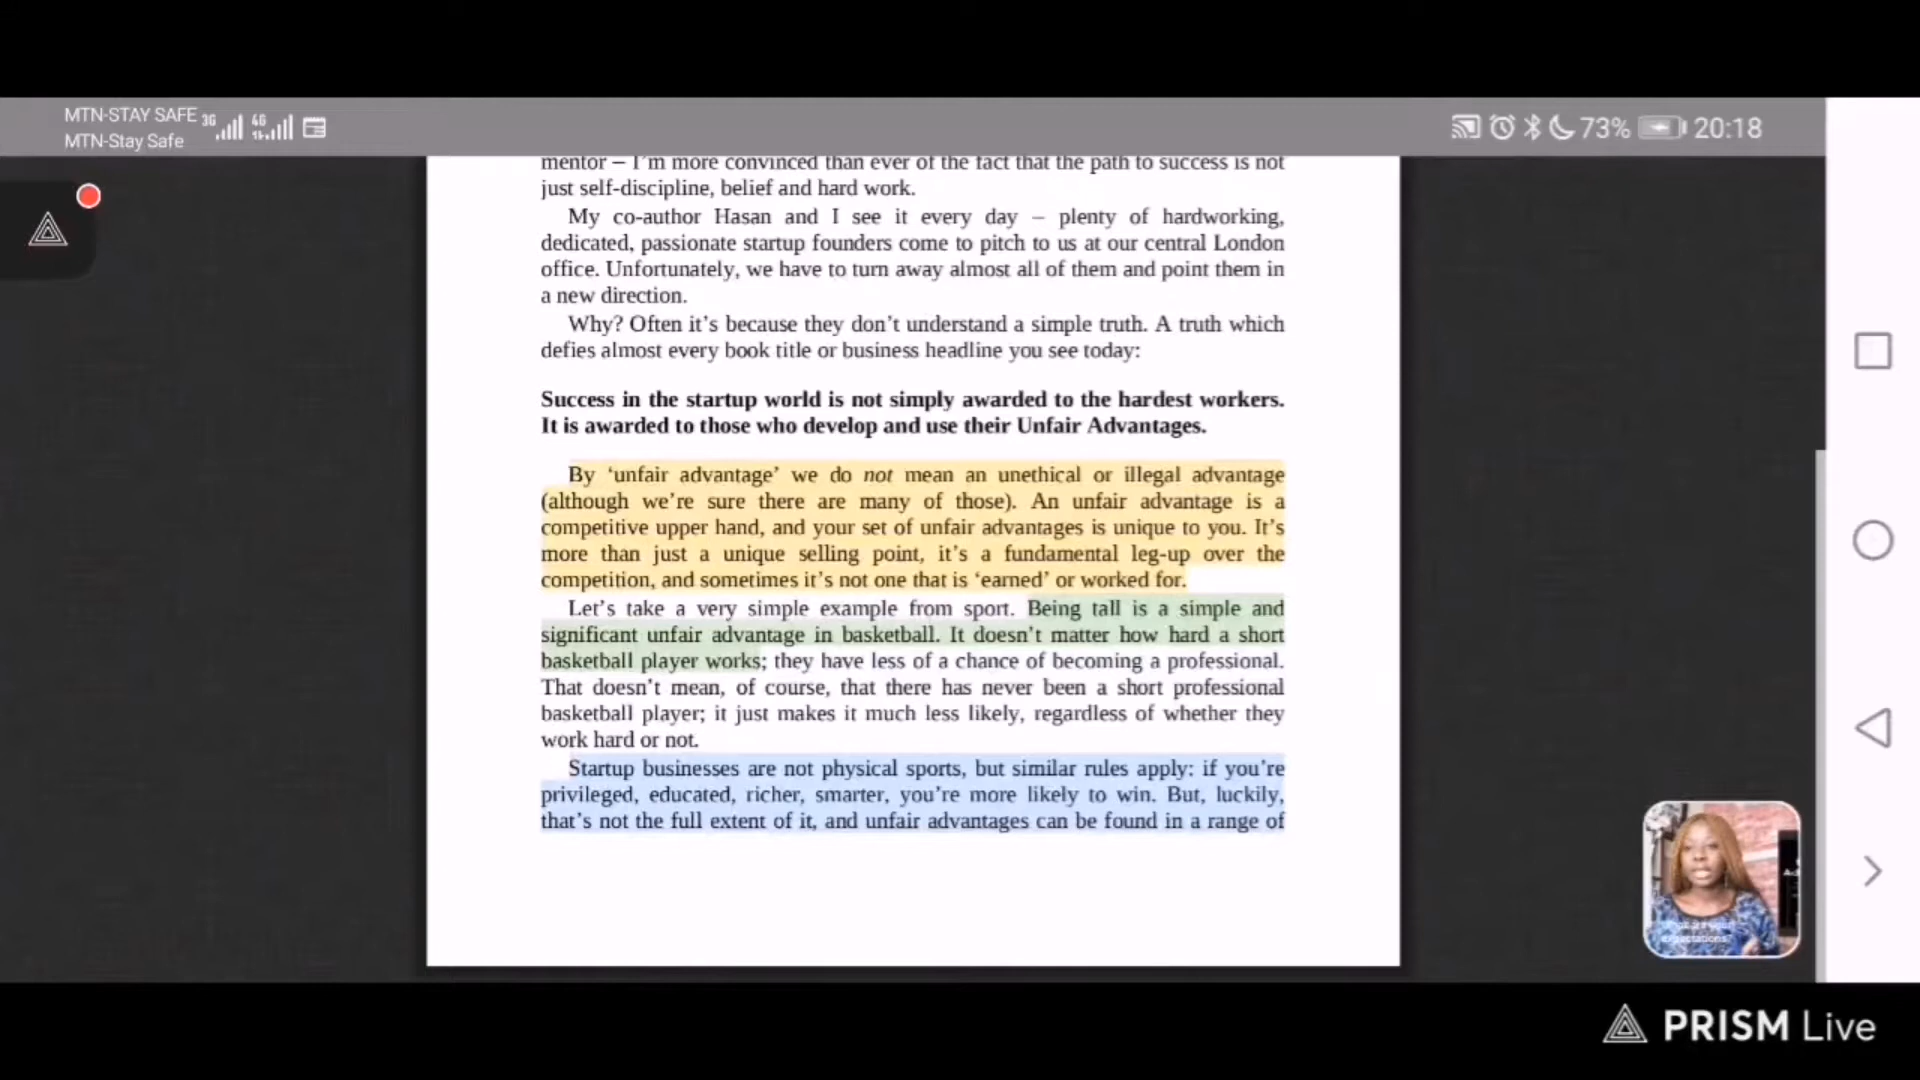 MTN-STAY SAFE 3G 4G
MTN-Stay Safe
73% 20:18
mentor – I'm more convinced than ever of the fact that the path to success is not
just self-discipline, belief and hard work.
My co-author Hasan and I see it every day – plenty of hardworking,
dedicated, passionate startup founders come to pitch to us at our central London
office. Unfortunately, we have to turn away almost all of them and point them in
a new direction.
Why? Often it's because they don't understand a simple truth. A truth which
defies almost every book title or business headline you see today:
Success in the startup world is not simply awarded to the hardest workers.
It is awarded to those who develop and use their Unfair Advantages.
By ‘unfair advantage’ we do not mean an unethical or illegal advantage
(although we're sure there are many of those). An unfair advantage is a
competitive upper hand, and your set of unfair advantages is unique to you. It's
more than just a unique selling point, it's a fundamental leg-up over the
competition, and sometimes it's not one that is ‘earned’ or worked for.
Let's take a very simple example from sport. Being tall is a simple and
significant unfair advantage in basketball. It doesn't matter how hard a short
basketball player works; they have less of a chance of becoming a professional.
That doesn't mean, of course, that there has never been a short professional
basketball player; it just makes it much less likely, regardless of whether they
work hard or not.
Startup businesses are not physical sports, but similar rules apply: if you're
privileged, educated, richer, smarter, you're more likely to win. But, luckily,
that's not the full extent of it, and unfair advantages can be found in a range of
PRISM Live